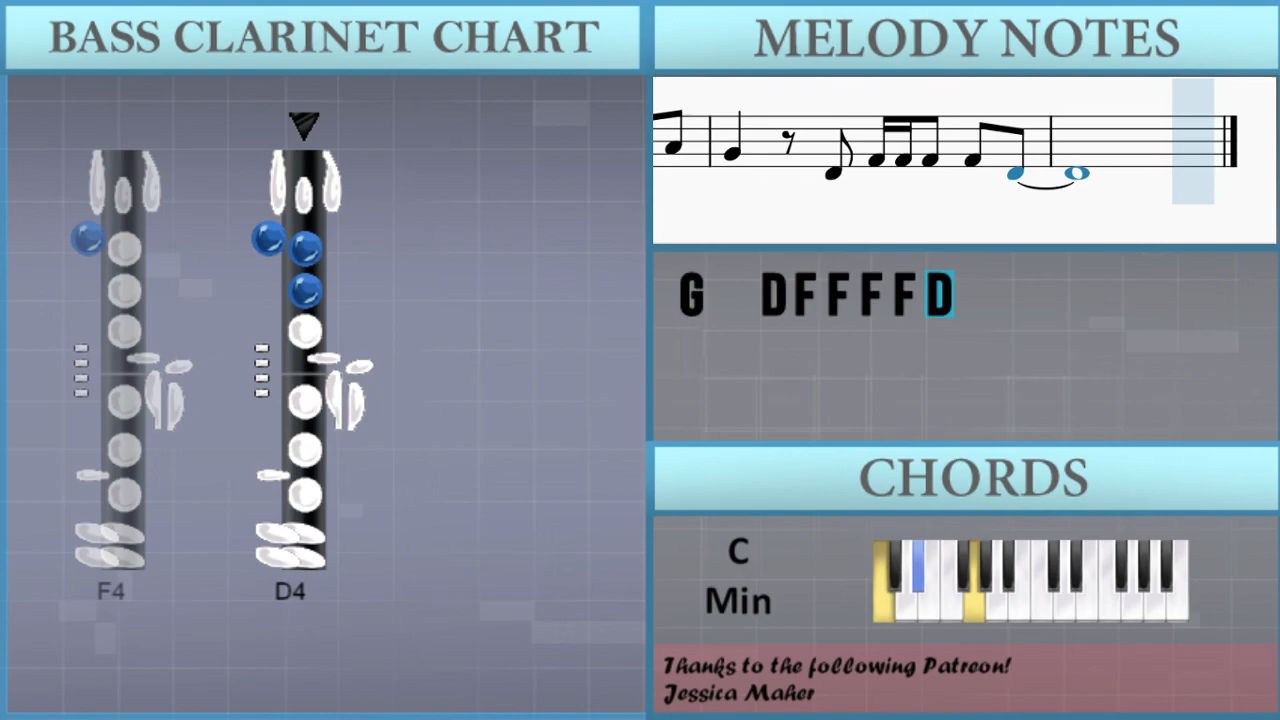 BASS CLARINET CHART
F4
D4
MELODY NOTES
G DFFFFD
CHORDS
C
Min
Thanks to the following Patreon!
Jessica Maher